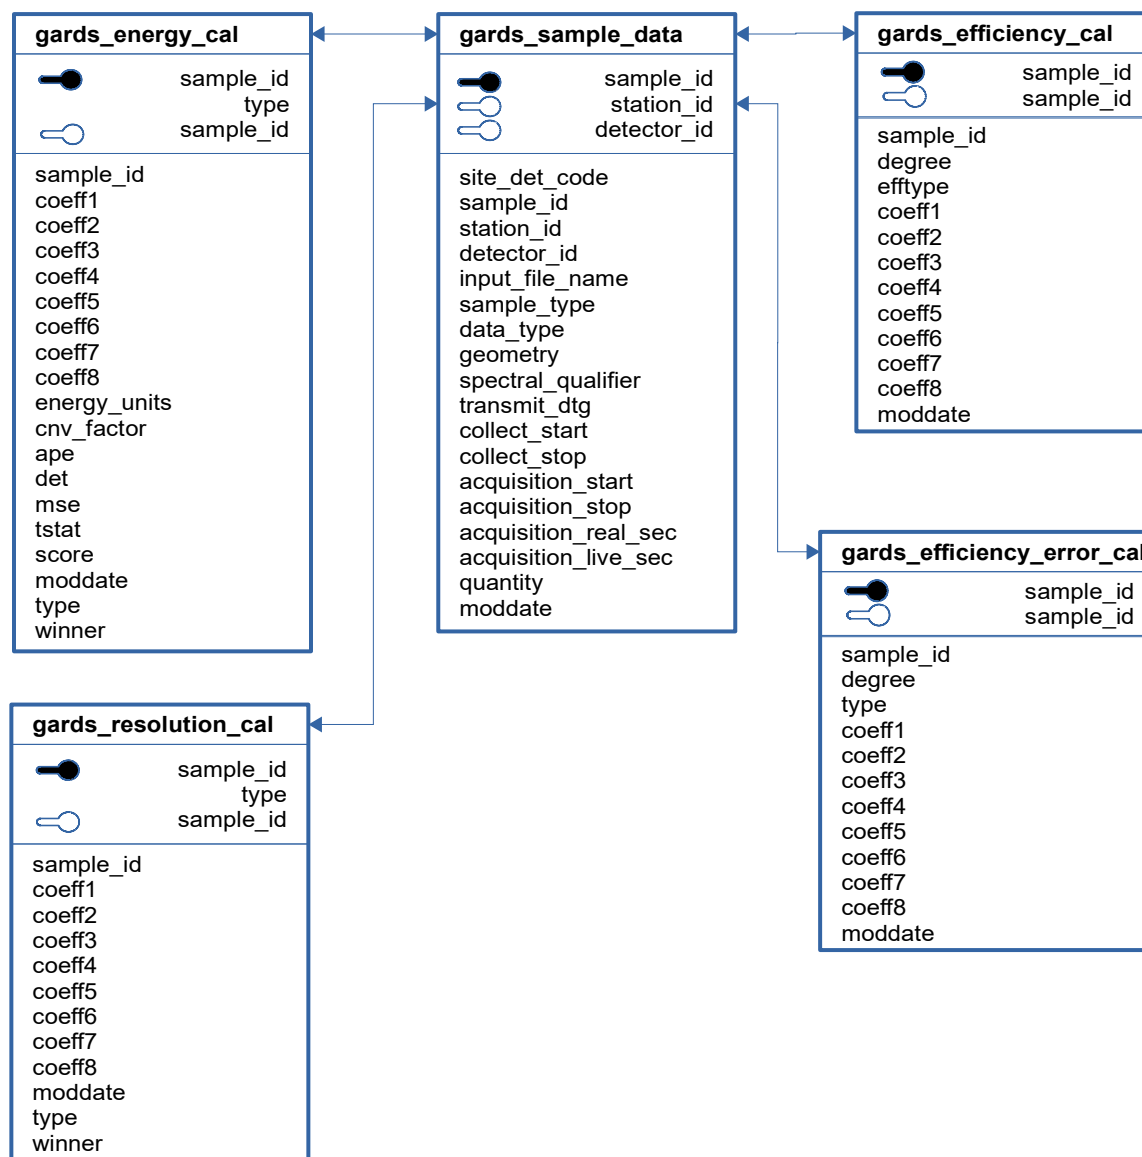 gards_energy_cal
sample_id
type
sample_id
sample_id
coeff1
coeff2
coeff3
coeff4
coeff5
coeff6
coeff7
coeff8
energy_units
cnv_factor
ape
det
mse
tstat
score
moddate
type
winner
gards_sample_data
sample_id
station_id
detector_id
site_det_code
sample_id
station_id
detector_id
input_file_name
sample_type
data_type
geometry
spectral_qualifier
transmit_dtg
collect_start
collect_stop
acquisition_start
acquisition_stop
acquisition_real_sec
acquisition_live_sec
quantity
moddate
gards_efficiency_cal
sample_id
sample_id
sample_id
degree
efftype
coeff1
coeff2
coeff3
coeff4
coeff5
coeff6
coeff7
coeff8
moddate
gards_efficiency_error_cal
sample_id
sample_id
sample_id
degree
type
coeff1
coeff2
coeff3
coeff4
coeff5
coeff6
coeff7
coeff8
moddate
gards_resolution_cal
sample_id
type
sample_id
sample_id
coeff1
coeff2
coeff3
coeff4
coeff5
coeff6
coeff7
coeff8
moddate
type
winner